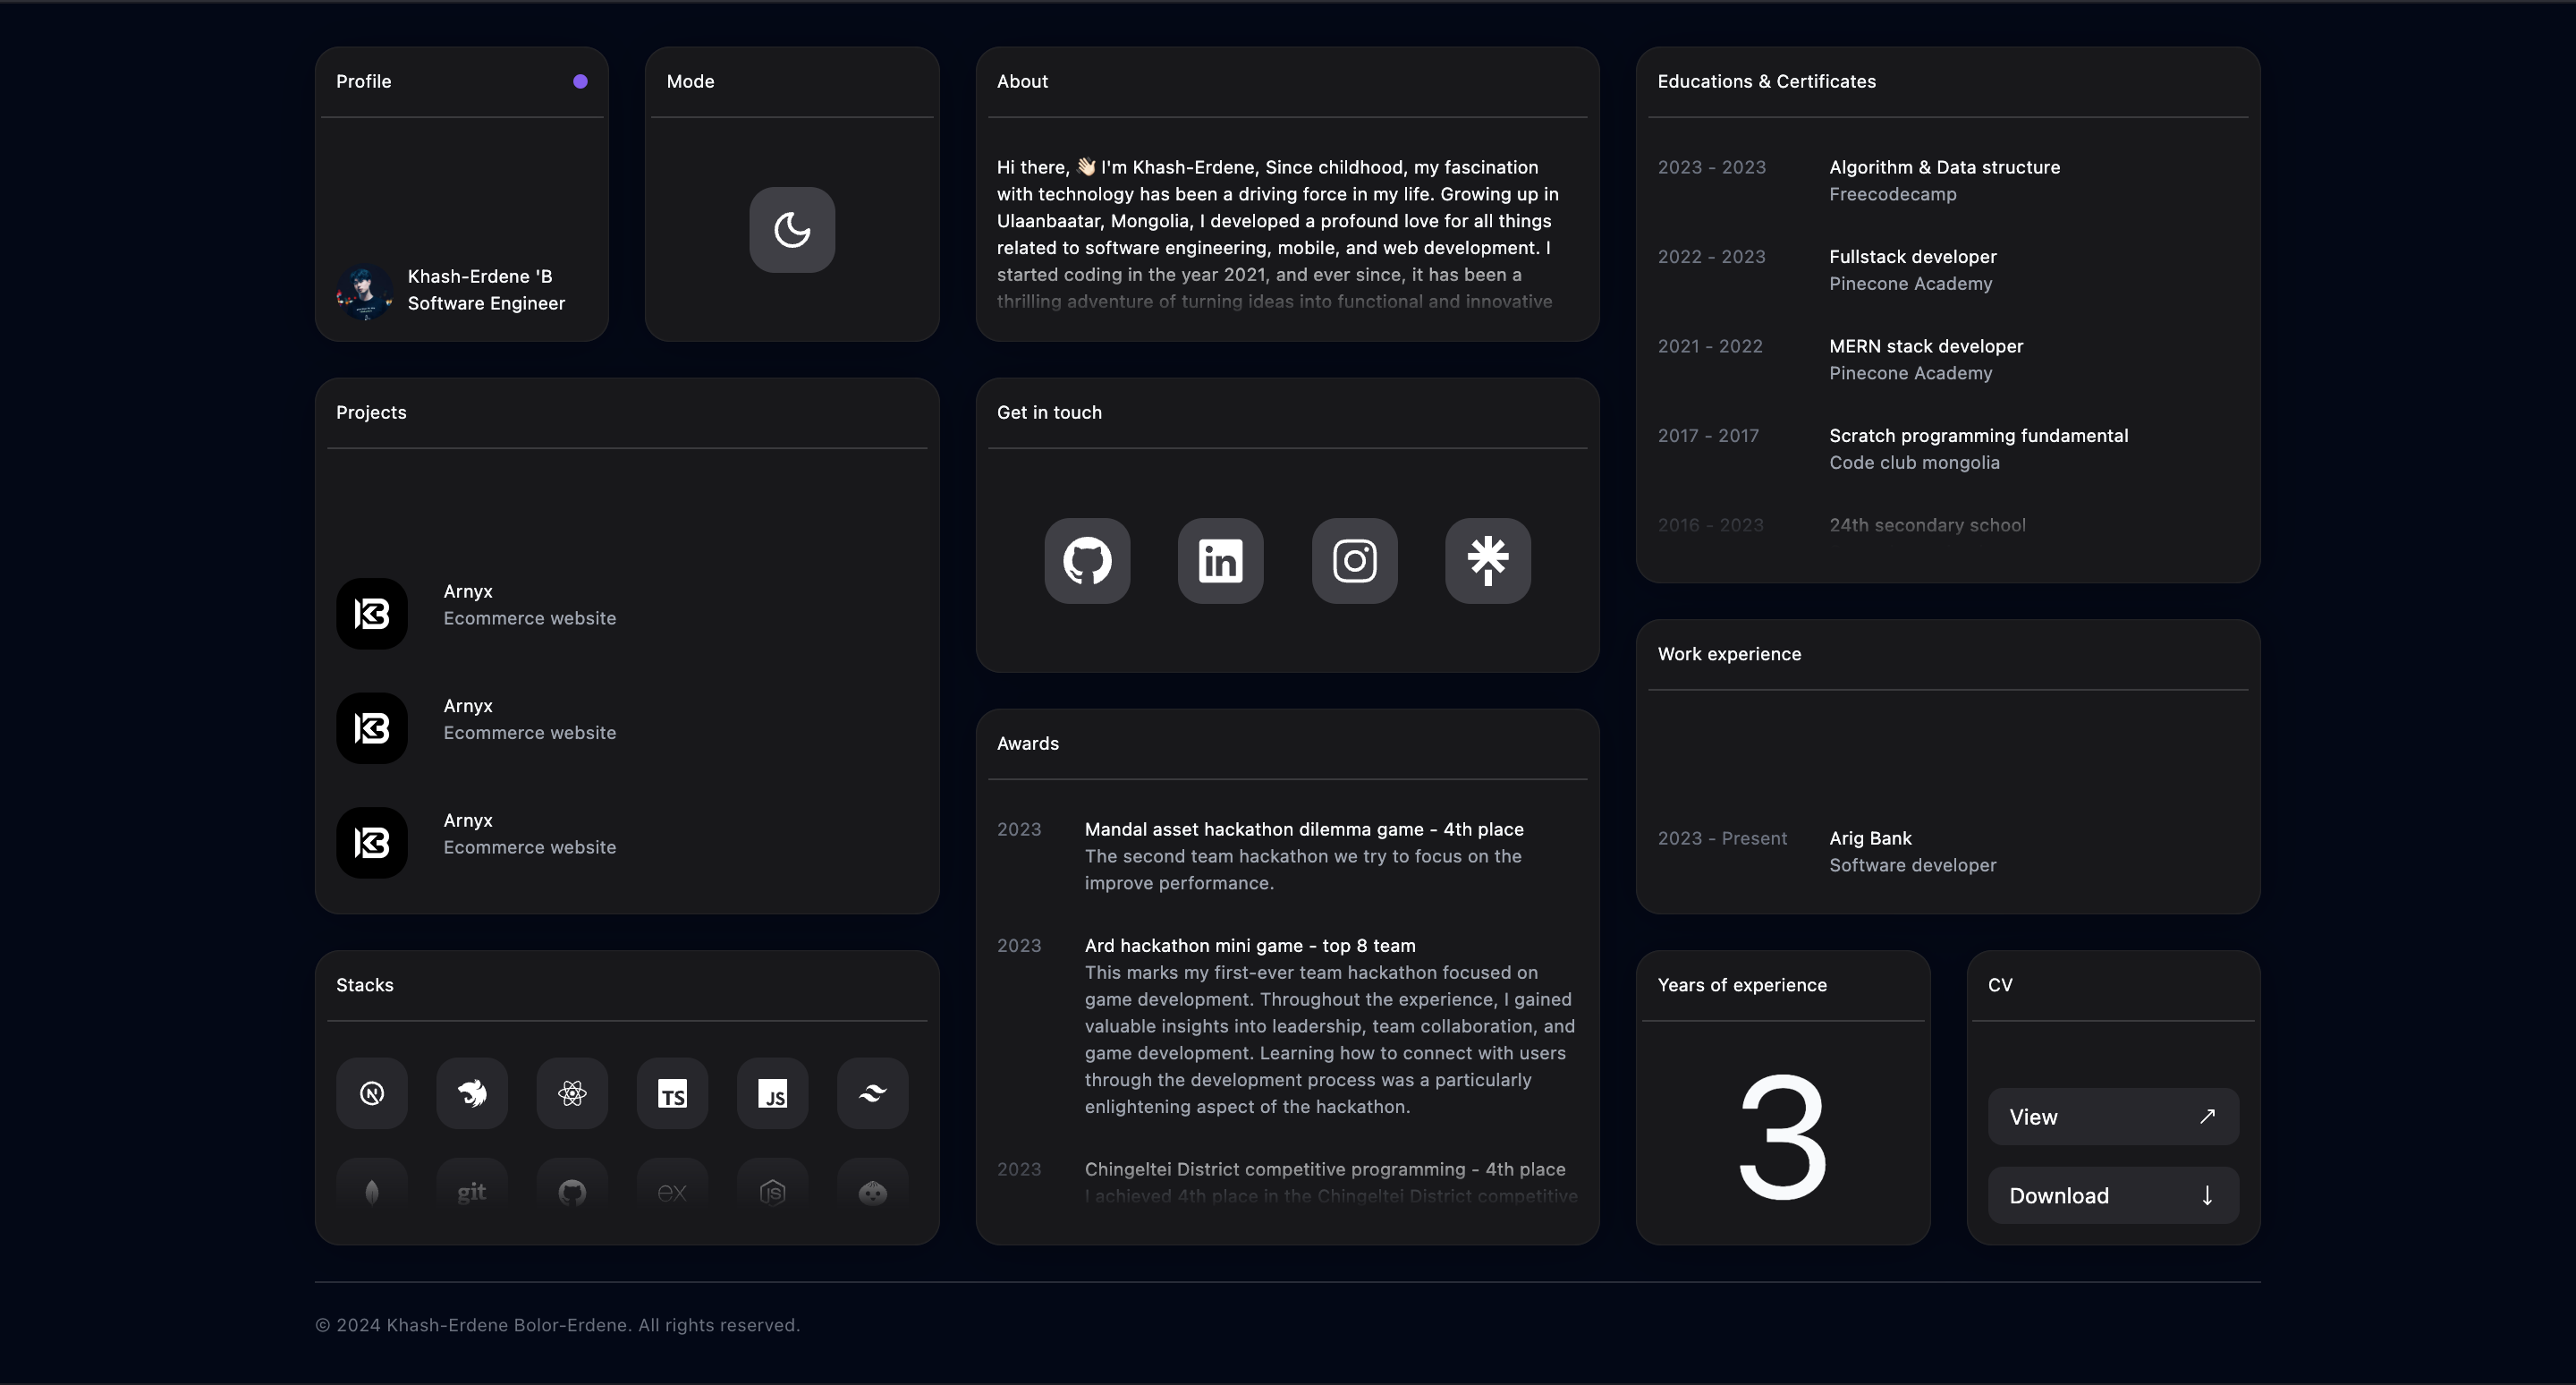 Profile
Khash-Erdene 'B
Software Engineer
Mode
About
Hi there, 👋🏻 I'm Khash-Erdene, Since childhood, my fascination
with technology has been a driving force in my life. Growing up in
Ulaanbaatar, Mongolia, I developed a profound love for all things
related to software engineering, mobile, and web development. I
started coding in the year 2021, and ever since, it has been a
thrilling adventure of turning ideas into functional and innovative
Educations & Certificates
2023 - 2023 Algorithm & Data structure
Freecodecamp
2022 - 2023 Fullstack developer
Pinecone Academy
2021 - 2022 MERN stack developer
Pinecone Academy
2017 - 2017 Scratch programming fundamental
Code club mongolia
2016 - 2023 24th secondary school
Projects
Arnyx
Ecommerce website
Arnyx
Ecommerce website
Arnyx
Ecommerce website
Get in touch
in
Awards
2023 Mandal asset hackathon dilemma game - 4th place
The second team hackathon we try to focus on the
improve performance.
2023 Ard hackathon mini game - top 8 team
This marks my first-ever team hackathon focused on
game development. Throughout the experience, I gained
valuable insights into leadership, team collaboration, and
game development. Learning how to connect with users
through the development process was a particularly
enlightening aspect of the hackathon.
2023 Chingeltei District competitive programming - 4th place
I achieved 4th place in the Chingeltei District competitive
Work experience
2023 - Present Arig Bank
Software developer
Stacks
N TS JS
git ex JS
Years of experience
3
CV
View ↗
Download ↓
© 2024 Khash-Erdene Bolor-Erdene. All rights reserved.